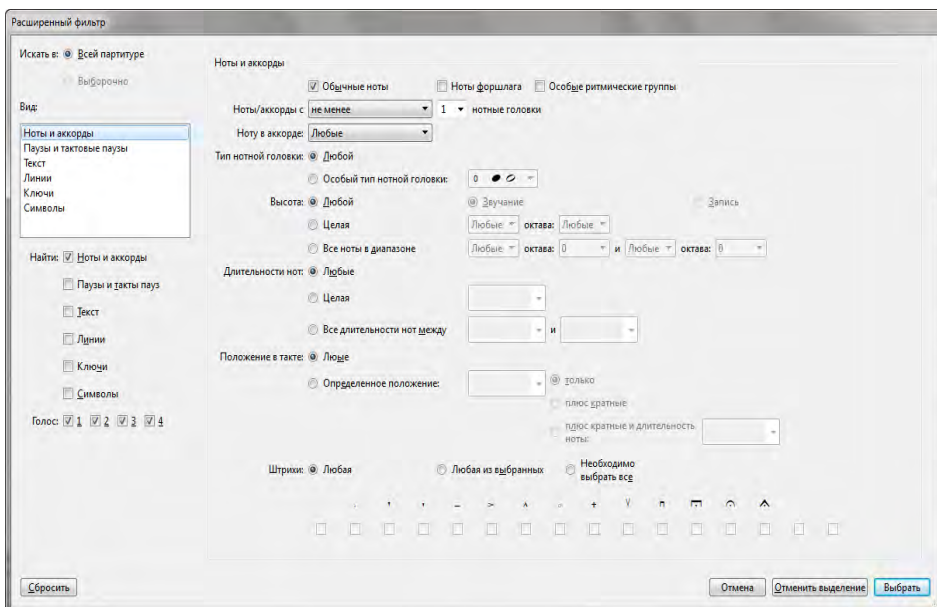 Расширенный фильтр
Искать в: Всей партитуре
Выборочно
Вид:
Ноты и аккорды
Паузы и тактовые паузы
Текст
Линии
Ключи
Символы
Найти: Ноты и аккорды
Паузы и такты пауз
Текст
Линии
Ключи
Символы
Голос: 1 2 3 4
Ноты и аккорды
Обычные ноты Ноты форшлага Особые ритмические группы
Ноты/аккорды с не менее 1 нотные головки
Ноту в аккорде: Любые
Тип нотной головки: Любой
Особый тип нотной головки: 0
Высота: Любой Звучание Запись
Целая Любые октава: Любые
Все ноты в диапазоне Любые октава: 0 и Любые октава: 0
Длительности нот: Любые
Целая
Все длительности нот между и
Положение в такте: Люые
Определенное положение: только
плюс кратные
плюс кратные и длительность
ноты:
Штрихи: Любая Любая из выбранных Необходимо
выбрать все
Сбросить Отмена Отменить выделение Выбрать